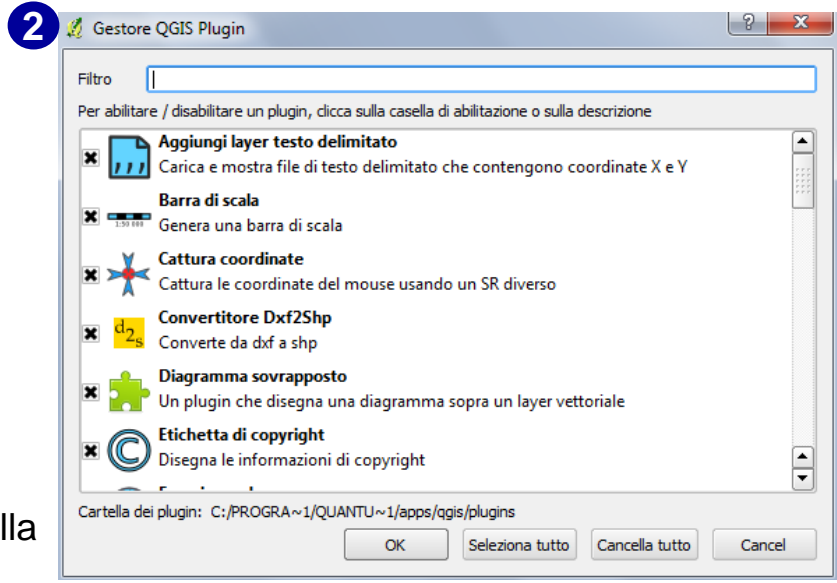 2
Gestore QGIS Plugin
Filtro
Per abilitare / disabilitare un plugin, clicca sulla casella di abilitazione o sulla descrizione
Aggiungi layer testo delimitato
Carica e mostra file di testo delimitato che contengono coordinate X e Y
Barra di scala
1:50 000
Genera una barra di scala
Cattura coordinate
Cattura le coordinate del mouse usando un SR diverso
Convertitore Dxf2Shp
d2s
Converte da dxf a shp
Diagramma sovrapposto
Un plugin che disegna una diagramma sopra un layer vettoriale
Etichetta di copyright
©
Disegna le informazioni di copyright
Cartella dei plugin: C:/PROGRA~1/QUANTU~1/apps/qgis/plugins
lla
OK Seleziona tutto Cancella tutto Cancel